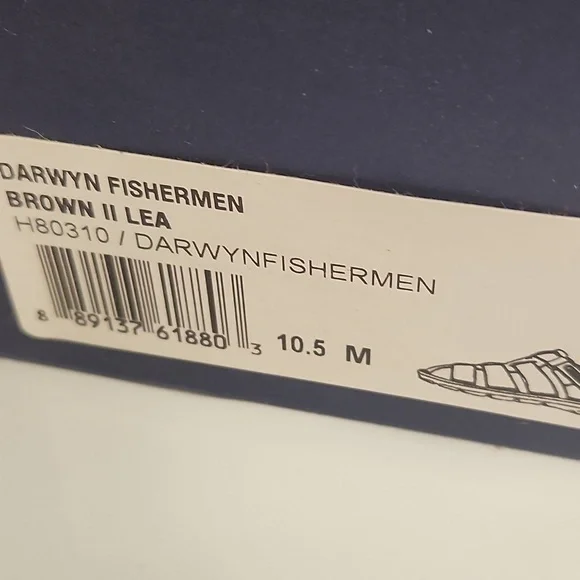 DARWYN FISHERMEN
BROWN II LEA
H80310 / DARWYNFISHERMEN
8 89137 61880 3
10.5 M